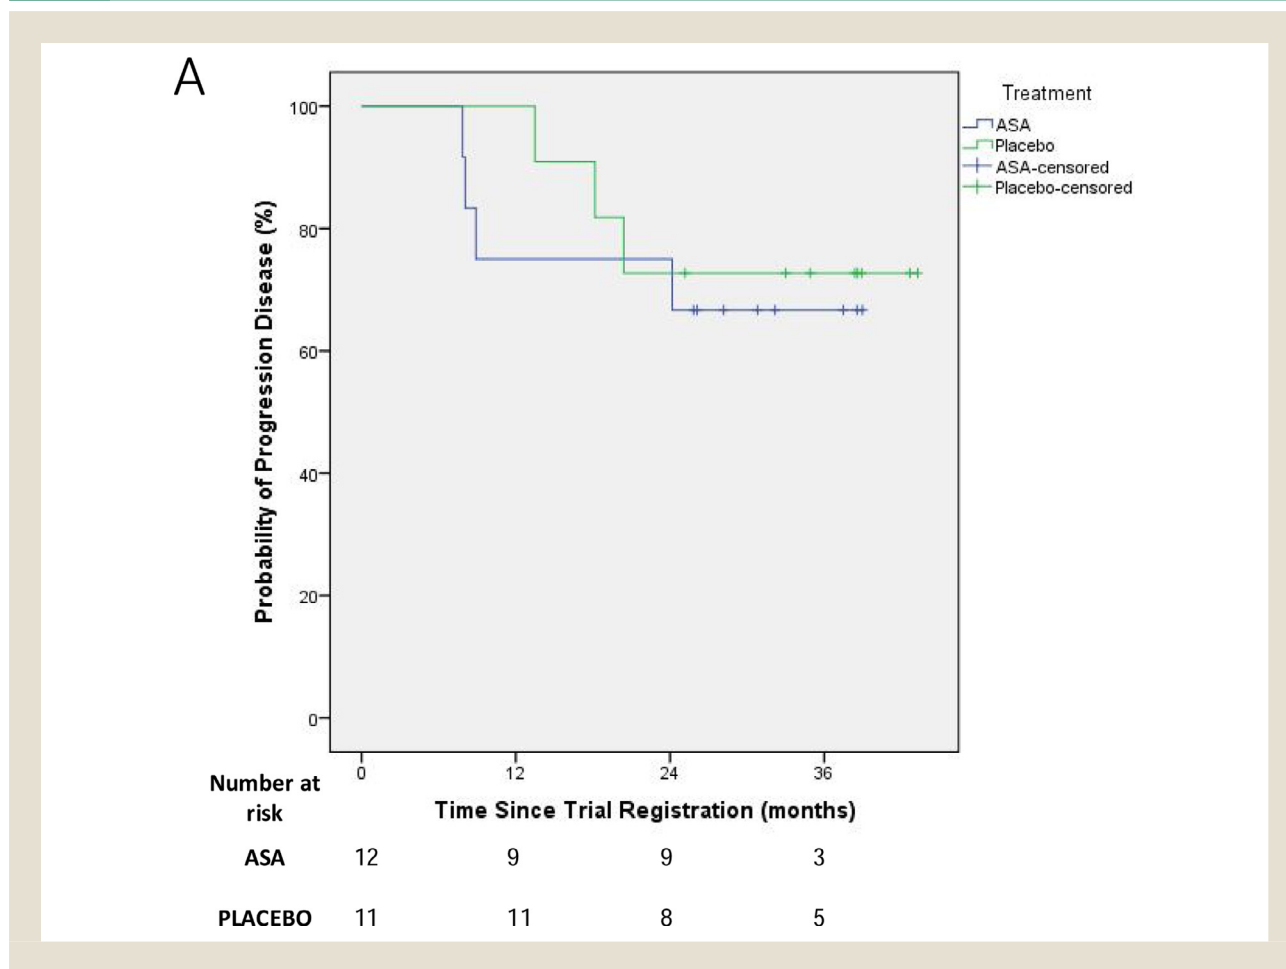 A
Treatment
ASA
Placebo
ASA-censored
Placebo-censored
100
80
60
40
20
0
Probability of Progression Disease (%)
0 12 24 36
Time Since Trial Registration (months)
Number at
risk
ASA 12 9 9 3
PLACEBO 11 11 8 5